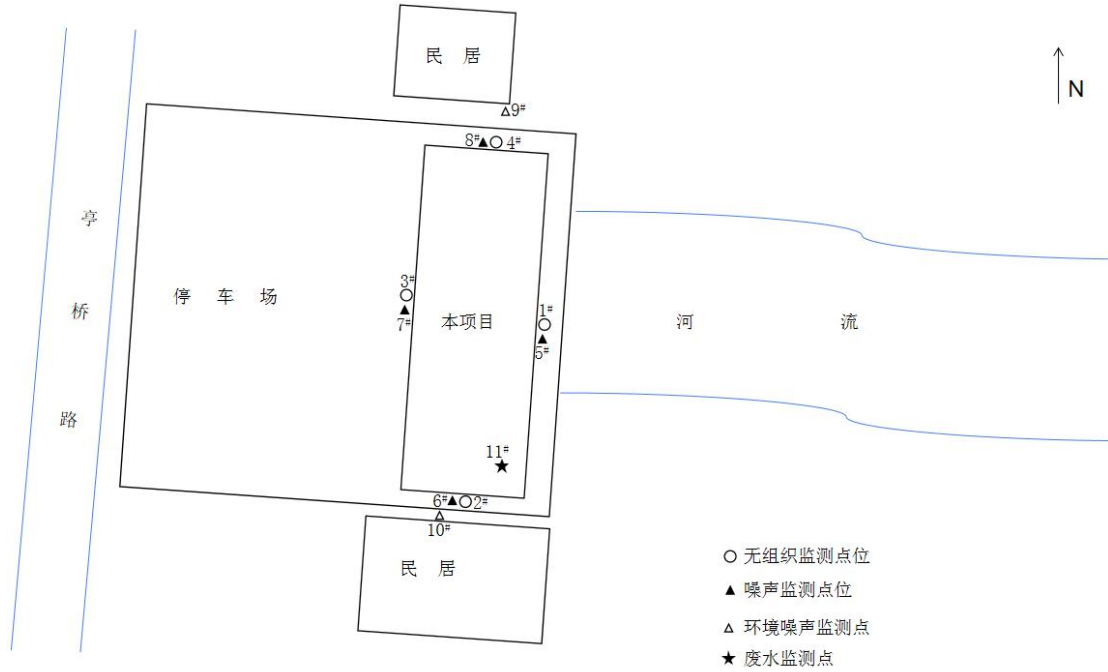 民 居
N
9#
8# 4#
亭
桥
路
停 车 场
3#
7#
本项目
1#
5#
河 流
11#
6# 2#
10#
民 居
无组织监测点位
噪声监测点位
环境噪声监测点
废水监测点